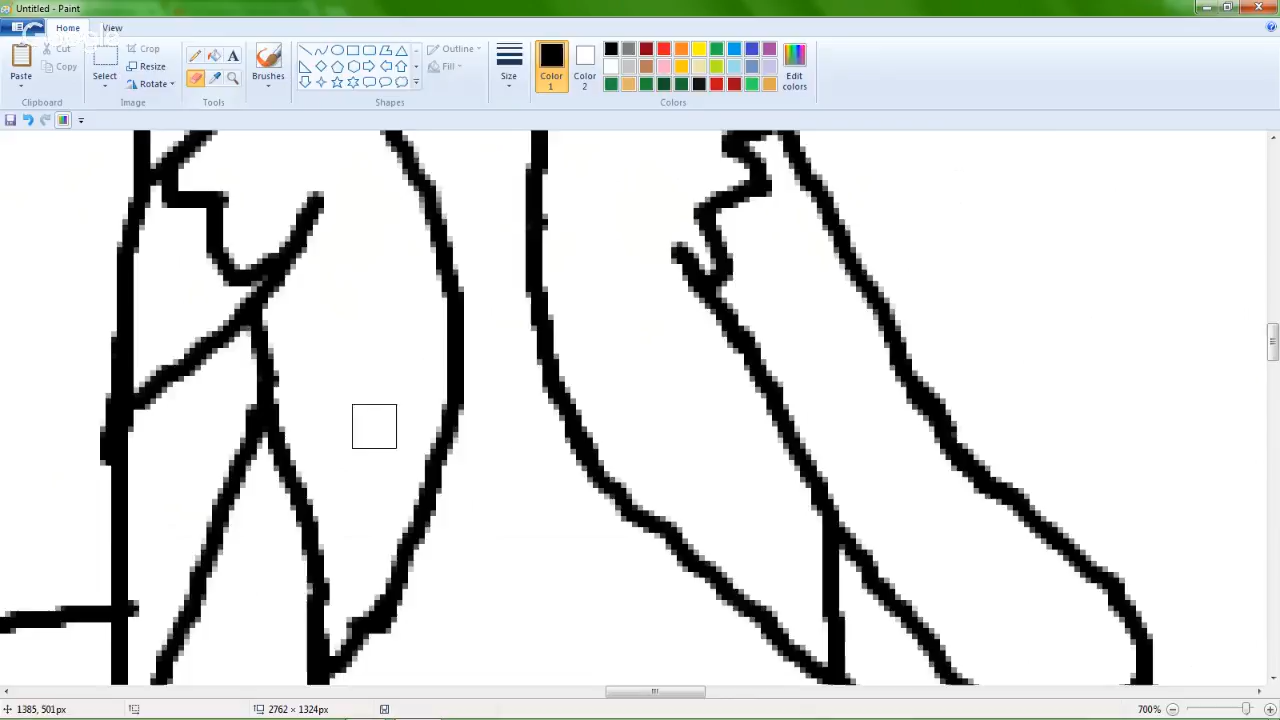 Untitled - Paint
Home
View
Paste
Cut
Copy
Clipboard
Select
Crop
Resize
Rotate
Image
Tools
Brushes
Shapes
Outline
Fill
Size
Color 1
Color 2
Edit colors
Colors
1385, 501px
2762 × 1324px
700%